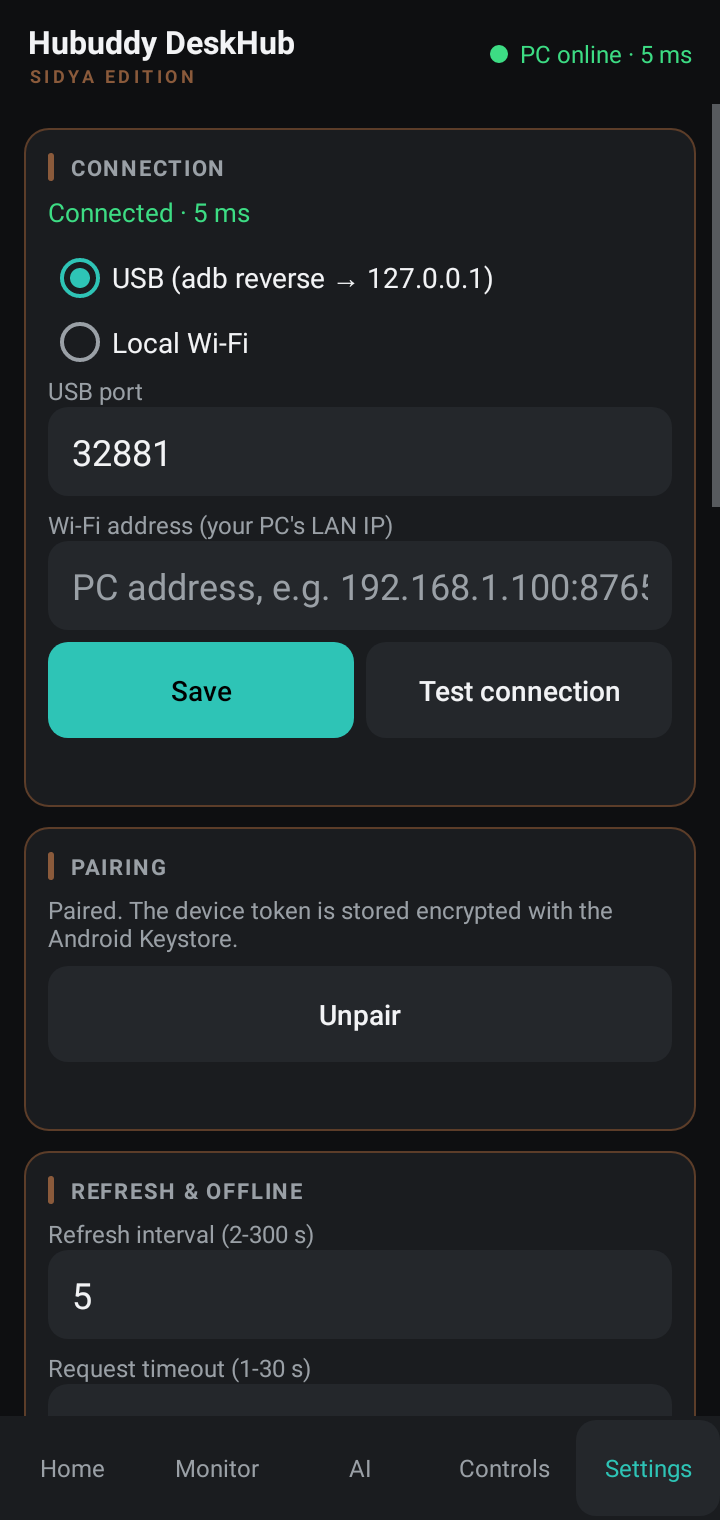 Hubuddy DeskHub
SIDYA EDITION
PC online · 5 ms
CONNECTION
Connected · 5 ms
USB (adb reverse → 127.0.0.1)
Local Wi-Fi
USB port
32881
Wi-Fi address (your PC's LAN IP)
PC address, e.g. 192.168.1.100:8765
Save
Test connection
PAIRING
Paired. The device token is stored encrypted with the
Android Keystore.
Unpair
REFRESH & OFFLINE
Refresh interval (2-300 s)
5
Request timeout (1-30 s)
Home
Monitor
AI
Controls
Settings